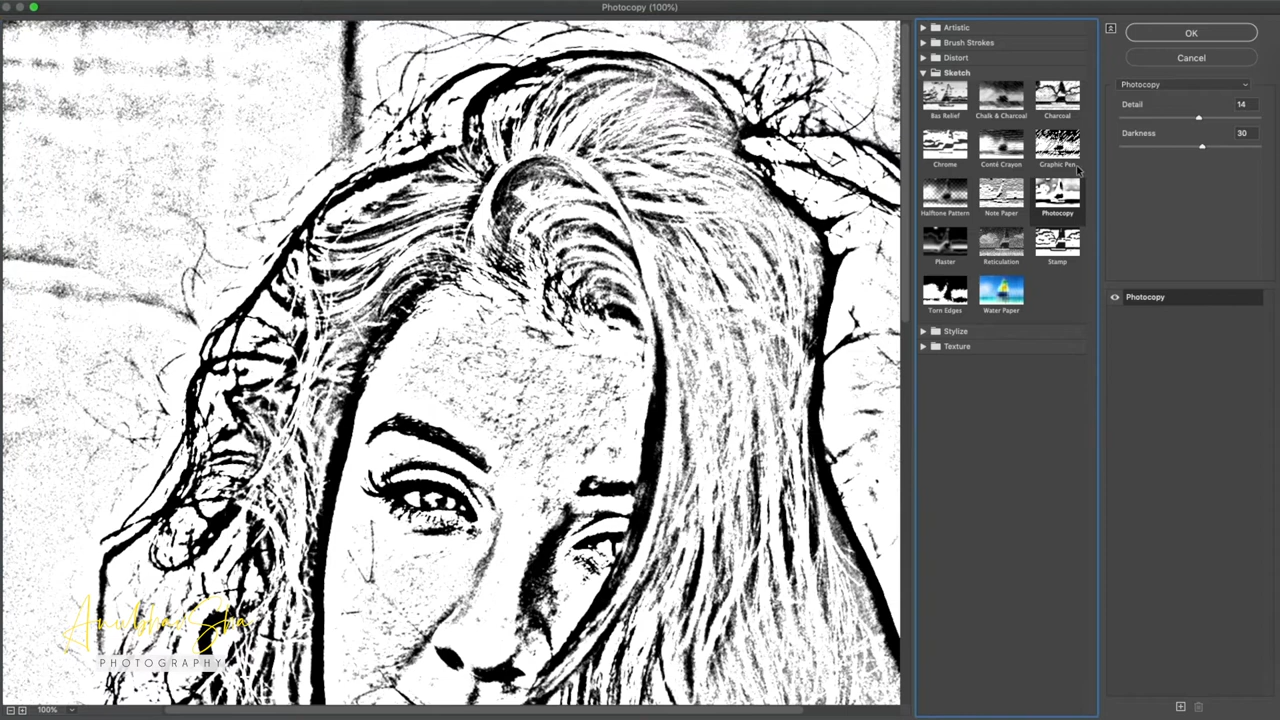 Photocopy (100%)
Artistic
Brush Strokes
Distort
Sketch
Bas Relief
Chalk & Charcoal
Charcoal
Chrome
Conté Crayon
Graphic Pen
Halftone Pattern
Note Paper
Photocopy
Plaster
Reticulation
Stamp
Torn Edges
Water Paper
Stylize
Texture
OK
Cancel
Photocopy
Detail 14
Darkness 30
Photocopy
PHOTOGRAPHY
100%